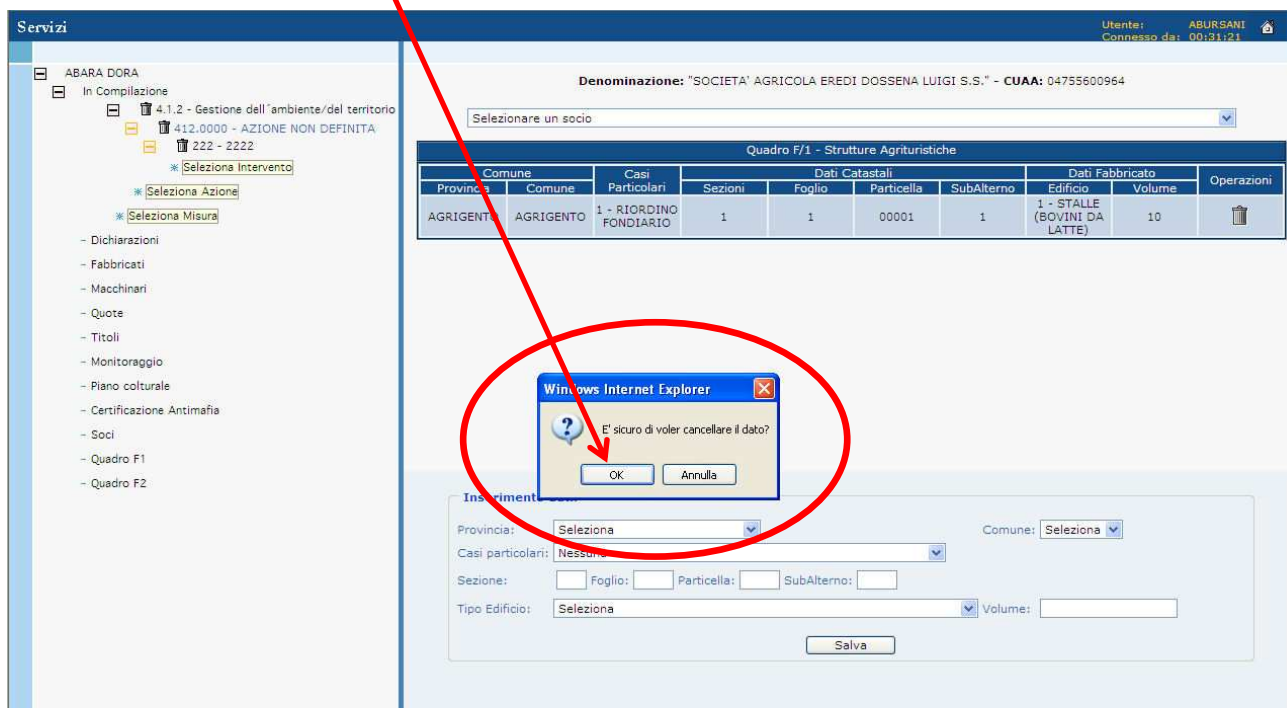 Servizi
Utente: ABURSANI
Connesso da: 00:31:21
ABARA DORA
In Compilazione
4.1.2 - Gestione dell´ambiente/del territorio
412.0000 - AZIONE NON DEFINITA
222 - 2222
Seleziona Intervento
Seleziona Azione
Seleziona Misura
- Dichiarazioni
- Fabbricati
- Macchinari
- Quote
- Titoli
- Monitoraggio
- Piano colturale
- Certificazione Antimafia
- Soci
- Quadro F1
- Quadro F2
Denominazione: "SOCIETA' AGRICOLA EREDI DOSSENA LUIGI S.S." - CUAA: 04755600964
Selezionare un socio
Quadro F/1 - Strutture Agrituristiche
Comune Casi Particolari Dati Catastali Dati Fabbricato Operazioni
Provincia Comune Sezioni Foglio Particella SubAlterno Edificio Volume
AGRIGENTO AGRIGENTO 1 - RIORDINO FONDIARIO 1 1 00001 1 1 - STALLE (BOVINI DA LATTE) 10
Windows Internet Explorer
E' sicuro di voler cancellare il dato?
OK Annulla
Inserimento
Provincia: Seleziona Comune: Seleziona
Casi particolari: Nessuno
Sezione: Foglio: Particella: SubAlterno:
Tipo Edificio: Seleziona Volume:
Salva